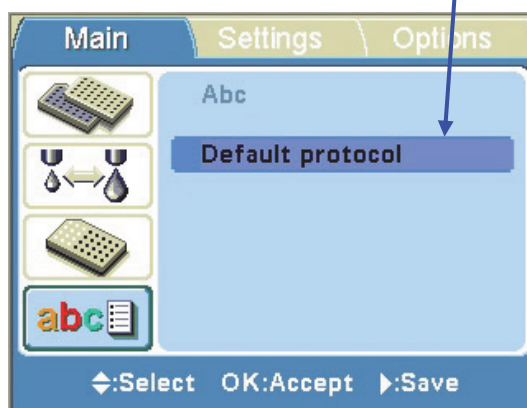 Main Settings Options
Abc
Default protocol
abc
:Select OK:Accept :Save